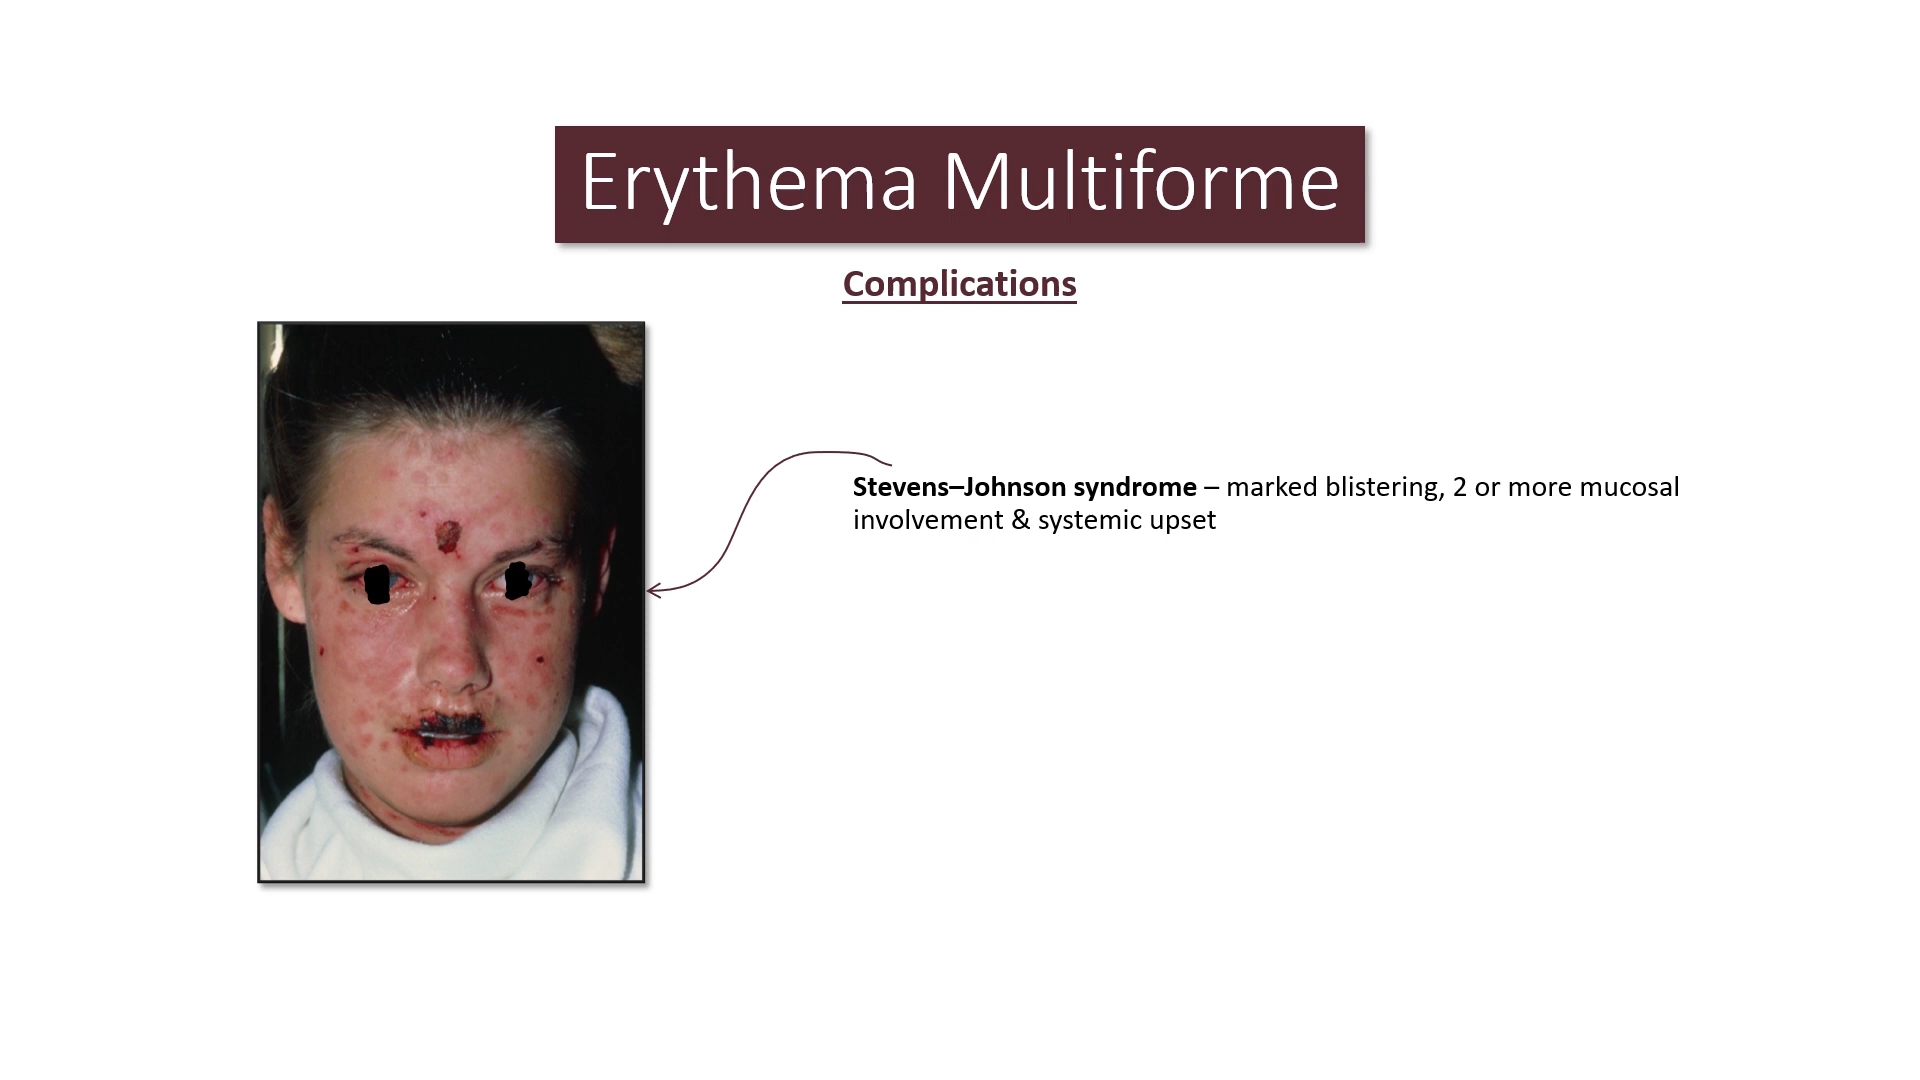 Erythema Multiforme
Complications
Stevens–Johnson syndrome – marked blistering, 2 or more mucosal
involvement & systemic upset